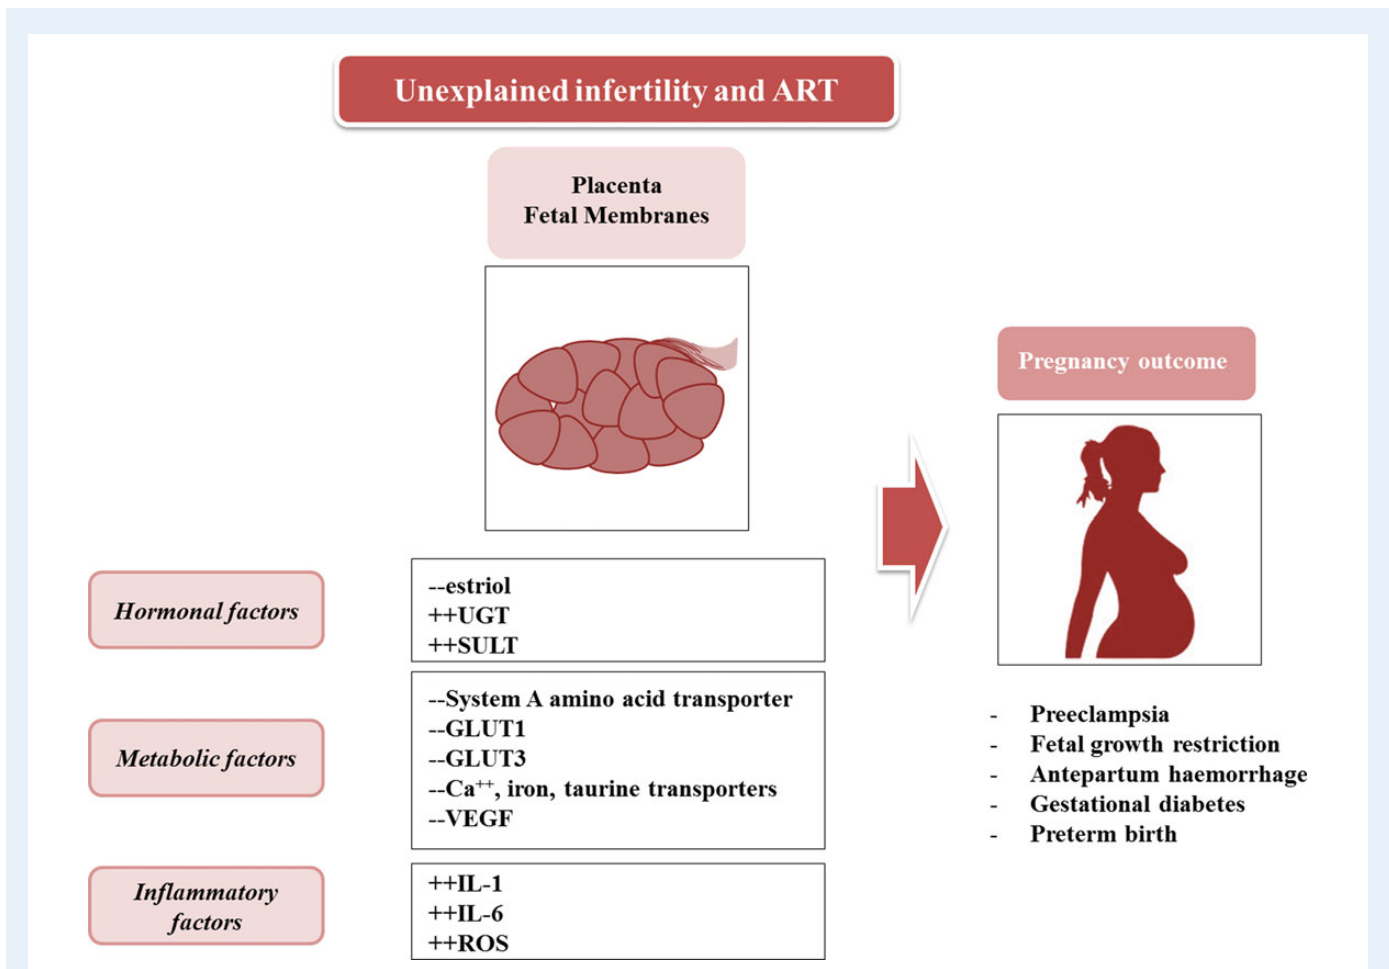 Unexplained infertility and ART
Placenta
Fetal Membranes
Pregnancy outcome
Hormonal factors
--estriol
++UGT
++SULT
Metabolic factors
--System A amino acid transporter
--GLUT1
--GLUT3
--Ca⁺⁺, iron, taurine transporters
--VEGF
Inflammatory
factors
++IL-1
++IL-6
++ROS
- Preeclampsia
- Fetal growth restriction
- Antepartum haemorrhage
- Gestational diabetes
- Preterm birth